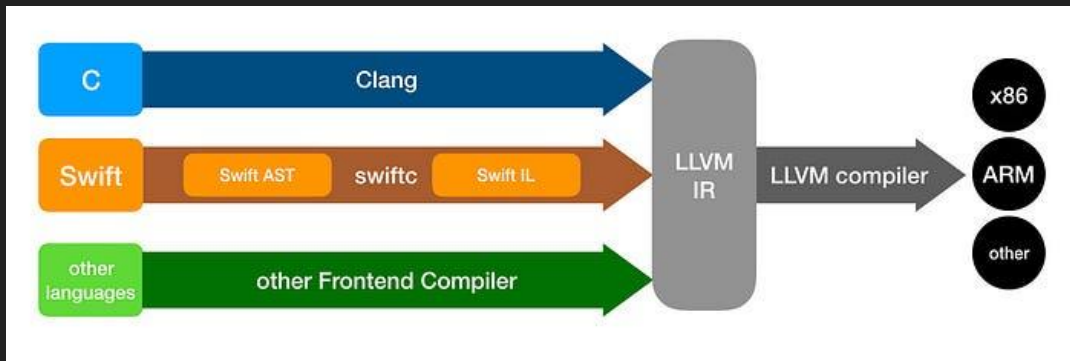 C
Clang
x86
Swift
Swift AST
swiftc
Swift IL
LLVM
IR
LLVM compiler
ARM
other
languages
other Frontend Compiler
other